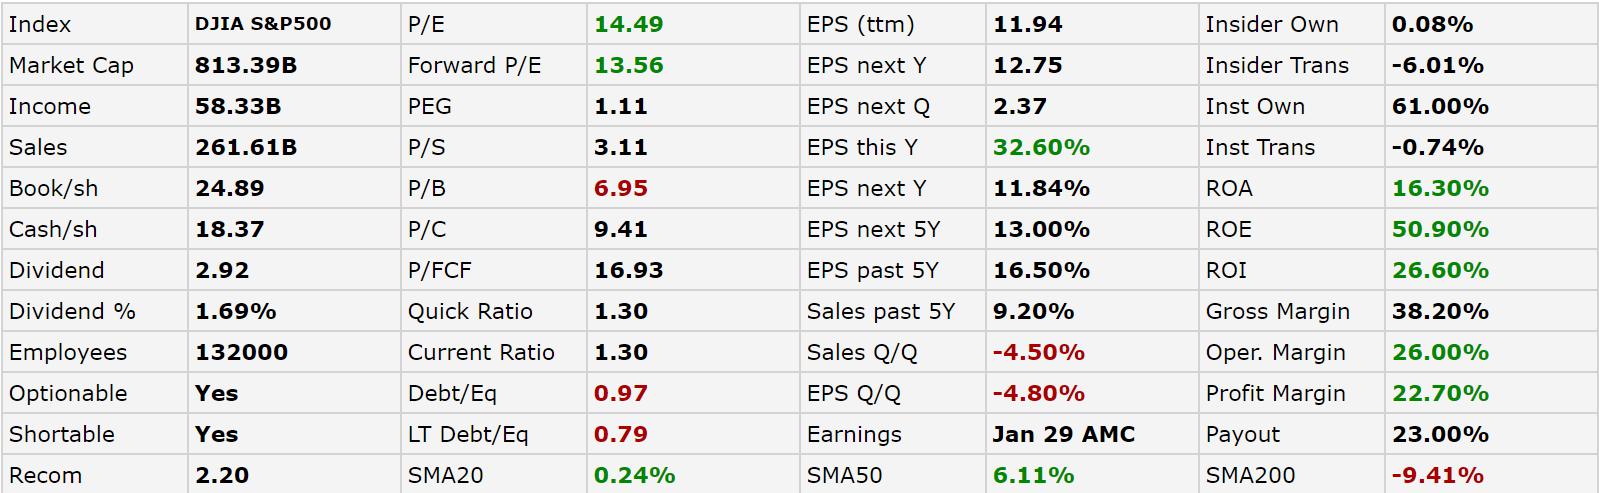 Index DJIA S&P500 P/E 14.49 EPS (ttm) 11.94 Insider Own 0.08%
Market Cap 813.39B Forward P/E 13.56 EPS next Y 12.75 Insider Trans -6.01%
Income 58.33B PEG 1.11 EPS next Q 2.37 Inst Own 61.00%
Sales 261.61B P/S 3.11 EPS this Y 32.60% Inst Trans -0.74%
Book/sh 24.89 P/B 6.95 EPS next Y 11.84% ROA 16.30%
Cash/sh 18.37 P/C 9.41 EPS next 5Y 13.00% ROE 50.90%
Dividend 2.92 P/FCF 16.93 EPS past 5Y 16.50% ROI 26.60%
Dividend % 1.69% Quick Ratio 1.30 Sales past 5Y 9.20% Gross Margin 38.20%
Employees 132000 Current Ratio 1.30 Sales Q/Q -4.50% Oper. Margin 26.00%
Optionable Yes Debt/Eq 0.97 EPS Q/Q -4.80% Profit Margin 22.70%
Shortable Yes LT Debt/Eq 0.79 Earnings Jan 29 AMC Payout 23.00%
Recom 2.20 SMA20 0.24% SMA50 6.11% SMA200 -9.41%